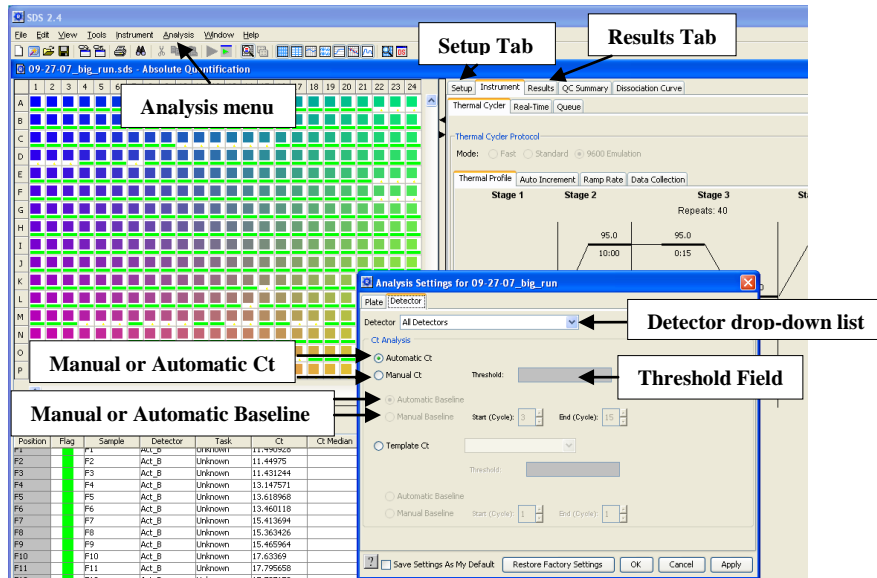 SDS 2.4
File Edit View Tools Instrument Analysis Window Help
09-27-07_big_run.sds - Absolute Quantification
Setup Tab
Results Tab
Analysis menu
1 2 3 4 18 19 20 21 22 23 24
A
B
C
D
E
F
G
H
I
J
K
L
M
N
O
P
Setup Instrument Results QC Summary Dissociation Curve
Thermal Cycler Real-Time Queue
Thermal Cycler Protocol
Mode: Fast Standard 9600 Emulation
Thermal Profile Auto Increment Ramp Rate Data Collection
Stage 1 Stage 2 Stage 3
Repeats: 40
95.0 95.0
10:00 0:15
Analysis Settings for 09-27-07_big_run
Plate Detector
Detector All Detectors
Detector drop-down list
Ct Analysis
Automatic Ct
Manual Ct Threshold:
Manual or Automatic Ct
Threshold Field
Automatic Baseline
Manual Baseline Start (Cycle): 3 End (Cycle): 15
Manual or Automatic Baseline
Template Ct
Threshold:
Automatic Baseline
Manual Baseline Start (Cycle): 1 End (Cycle): 1
? Save Settings As My Default Restore Factory Settings OK Cancel Apply
Position Flag Sample Detector Task Ct Ct Median
F1 F1 Act_B Unknown 11.490928
F2 F2 Act_B Unknown 11.44975
F3 F3 Act_B Unknown 11.431244
F4 F4 Act_B Unknown 13.147571
F5 F5 Act_B Unknown 13.618968
F6 F6 Act_B Unknown 13.460118
F7 F7 Act_B Unknown 15.413694
F8 F8 Act_B Unknown 15.363426
F9 F9 Act_B Unknown 15.465964
F10 F10 Act_B Unknown 17.63369
F11 F11 Act_B Unknown 17.795658